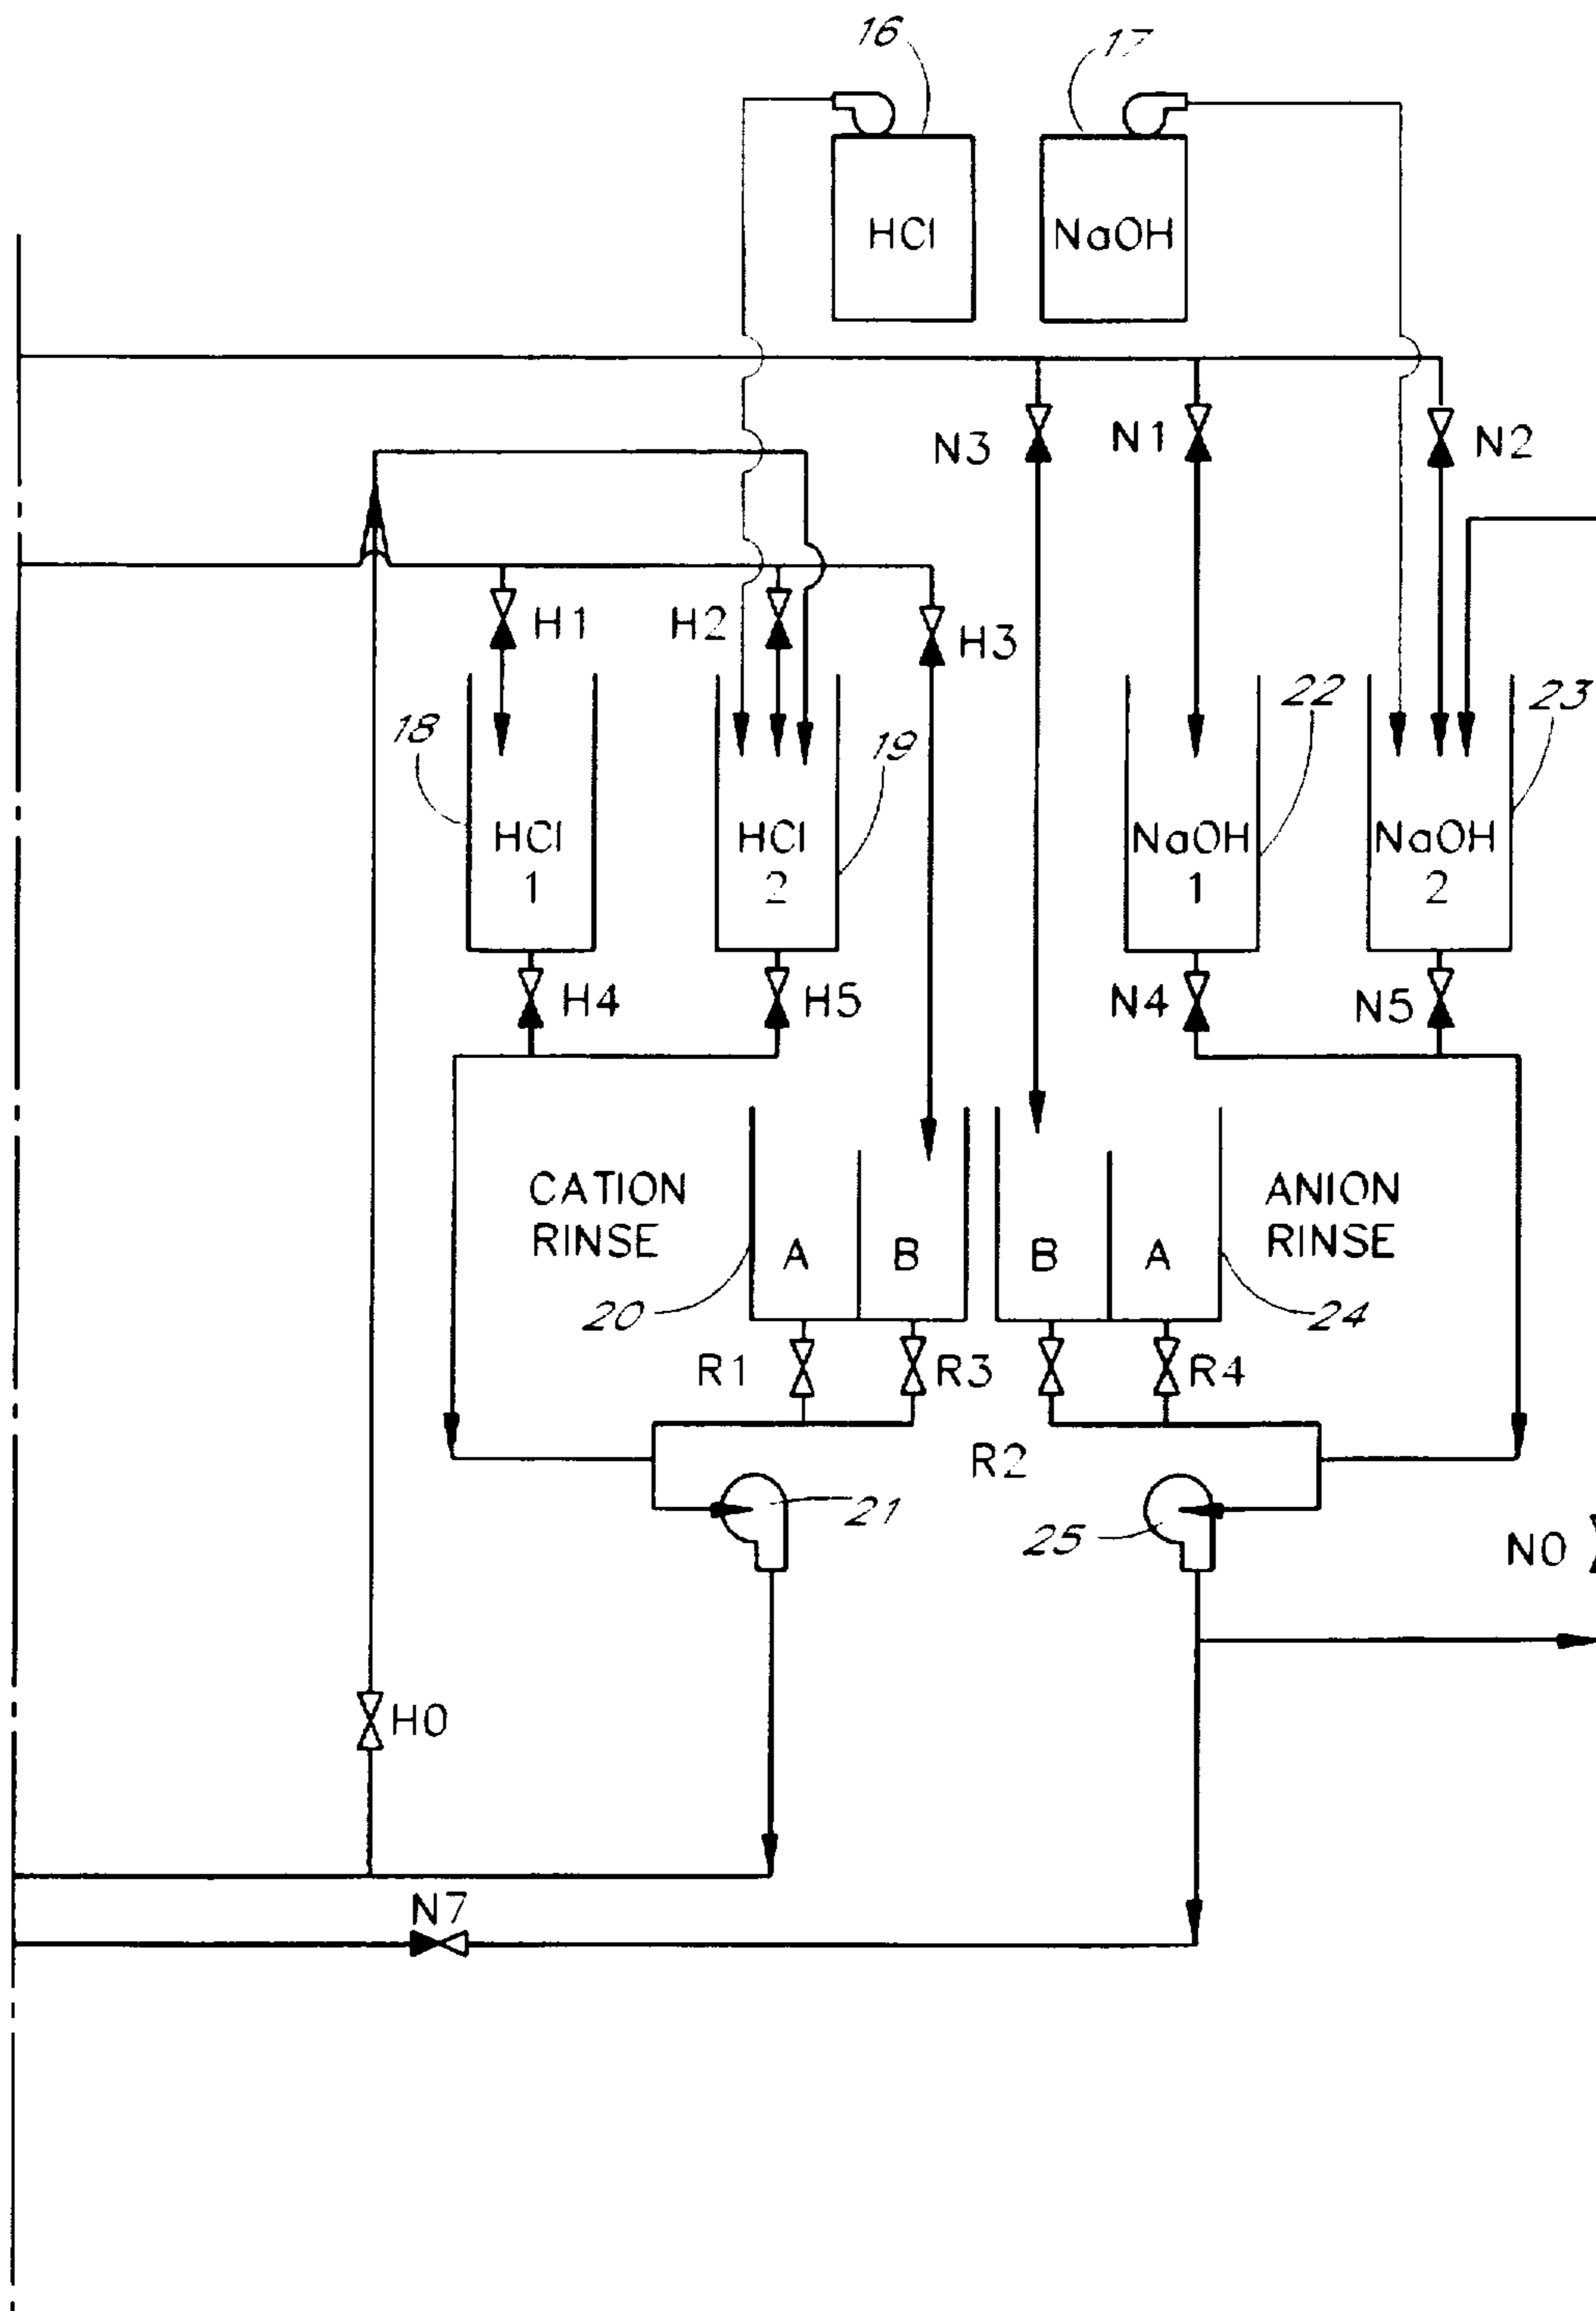 16
17
HCl
NaOH
N3
N1
N2
H1
H2
H3
18
19
22
23
HCl
1
HCl
2
NaOH
1
NaOH
2
H4
H5
N4
N5
CATION
RINSE
A
B
B
A
ANION
RINSE
20
24
R1
R3
R4
R2
21
25
N0
H0
N7